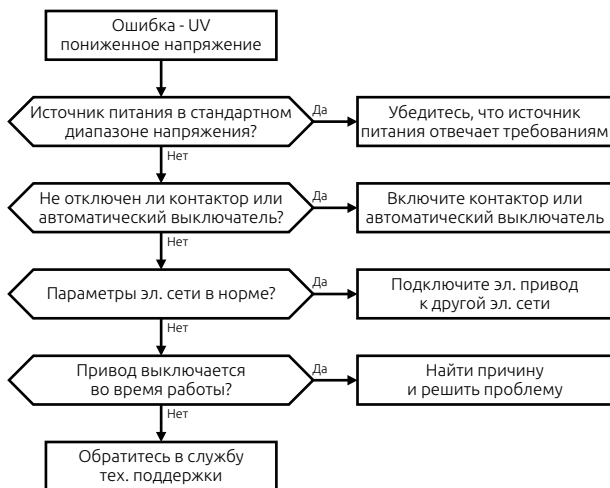 Ошибка - UV
пониженное напряжение
Источник питания в стандартном
диапазоне напряжения?
Да
Убедитесь, что источник
питания отвечает требованиям
Нет
Не отключен ли контактор или
автоматический выключатель?
Да
Включите контактор или
автоматический выключатель
Нет
Параметры эл. сети в норме?
Да
Подключите эл. привод
к другой эл. сети
Нет
Привод выключается
во время работы?
Да
Найти причину
и решить проблему
Нет
Обратитесь в службу
тех. поддержки